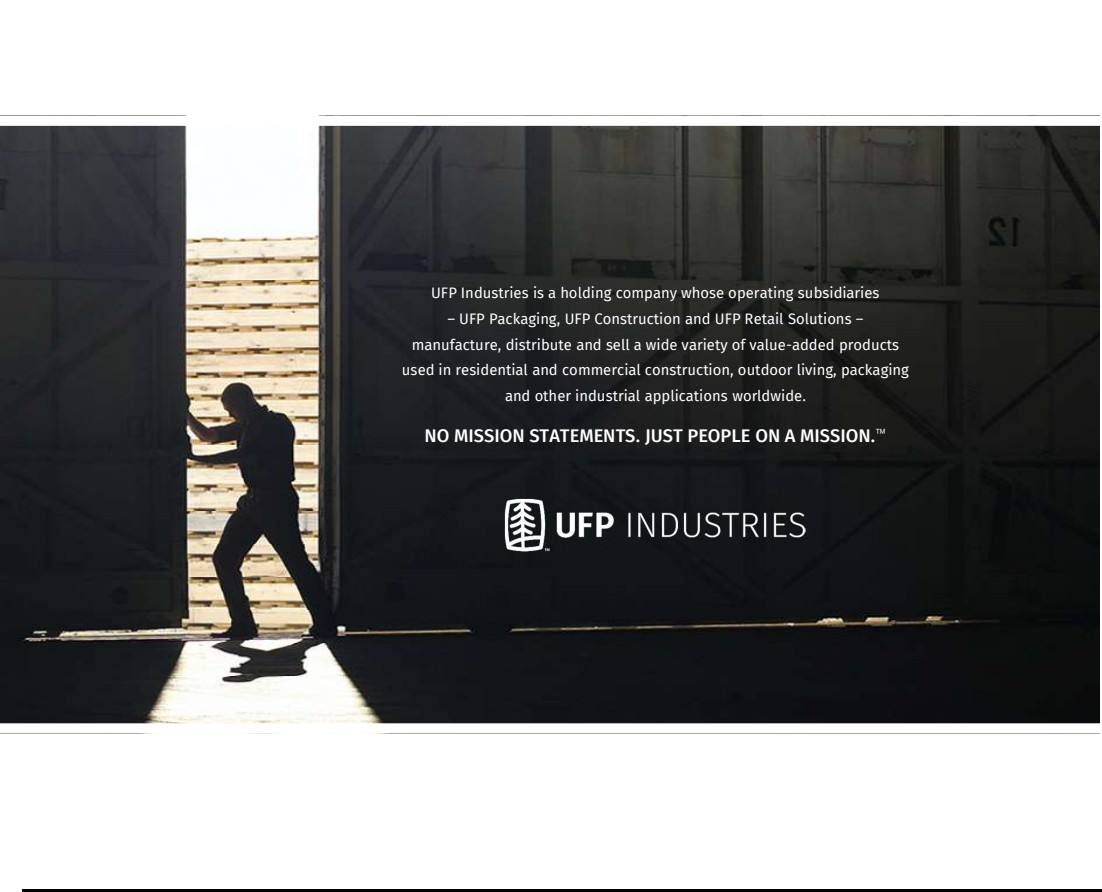 12
UFP Industries is a holding company whose operating subsidiaries
– UFP Packaging, UFP Construction and UFP Retail Solutions –
manufacture, distribute and sell a wide variety of value-added products
used in residential and commercial construction, outdoor living, packaging
and other industrial applications worldwide.
NO MISSION STATEMENTS. JUST PEOPLE ON A MISSION.™
UFP INDUSTRIES™